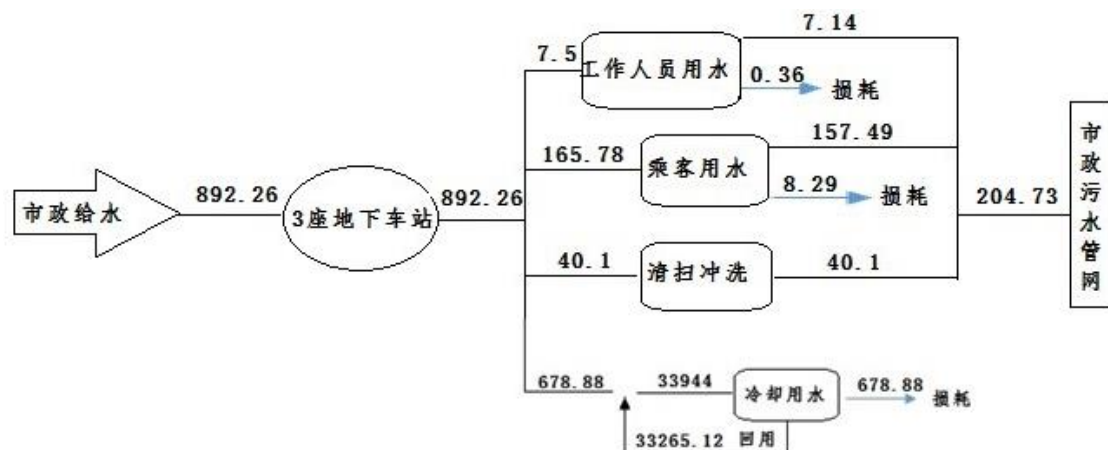 7.14
7.5
工作人员用水
0.36
损耗
157.49
165.78
乘客用水
8.29
损耗
市政给水
892.26
3座地下车站
892.26
204.73
市政污水管网
40.1
清扫冲洗
40.1
678.88
33944
冷却用水
678.88
损耗
33265.12
回用